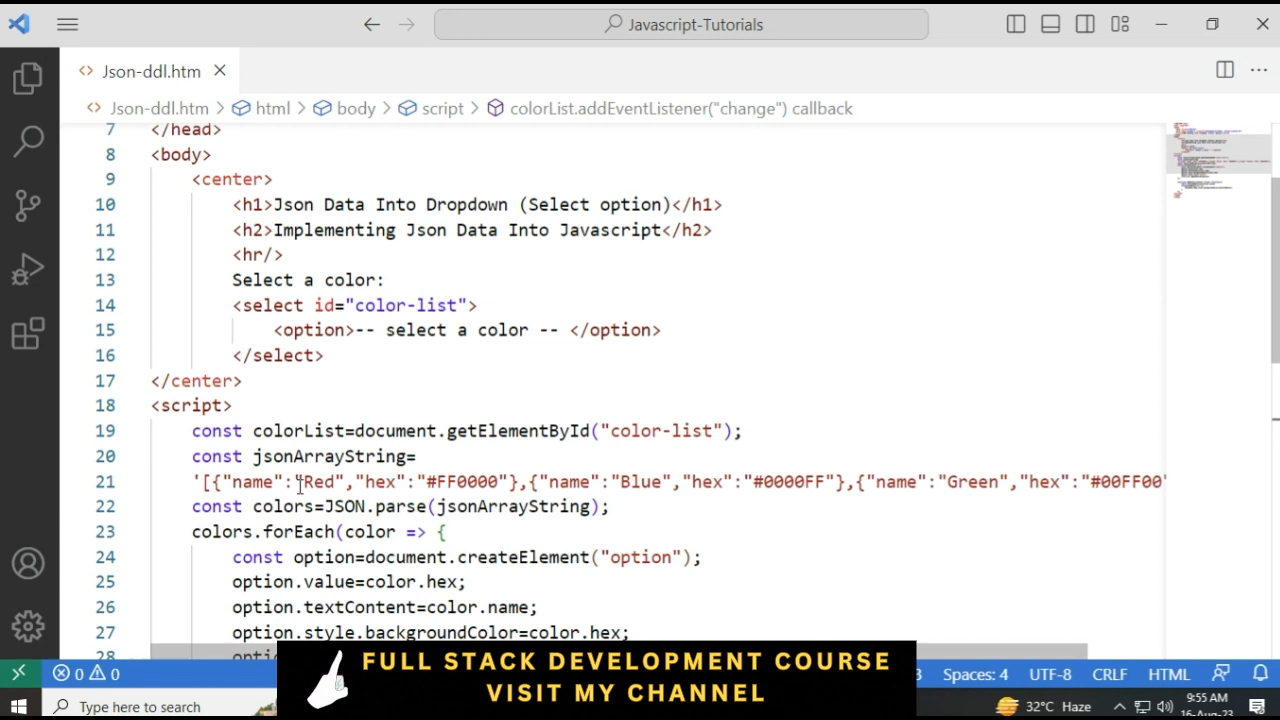 Javascript-Tutorials
Json-ddl.htm
Json-ddl.htm > html > body > script > colorList.addEventListener("change") callback
7 </head>
8 <body>
9 <center>
10 <h1>Json Data Into Dropdown (Select option)</h1>
11 <h2>Implementing Json Data Into Javascript</h2>
12 <hr/>
13 Select a color:
14 <select id="color-list">
15 <option>-- select a color -- </option>
16 </select>
17 </center>
18 <script>
19 const colorList=document.getElementById("color-list");
20 const jsonArrayString=
21 '[{"name":"Red","hex":"#FF0000"},{"name":"Blue","hex":"#0000FF"},{"name":"Green","hex":"#00FF00"
22 const colors=JSON.parse(jsonArrayString);
23 colors.forEach(color => {
24 const option=document.createElement("option");
25 option.value=color.hex;
26 option.textContent=color.name;
27 option.style.backgroundColor=color.hex;
28
FULL STACK DEVELOPMENT COURSE
VISIT MY CHANNEL
0 0 Spaces: 4 UTF-8 CRLF HTML
Type here to search 32°C Haze 9:55 AM
16-Aug-23